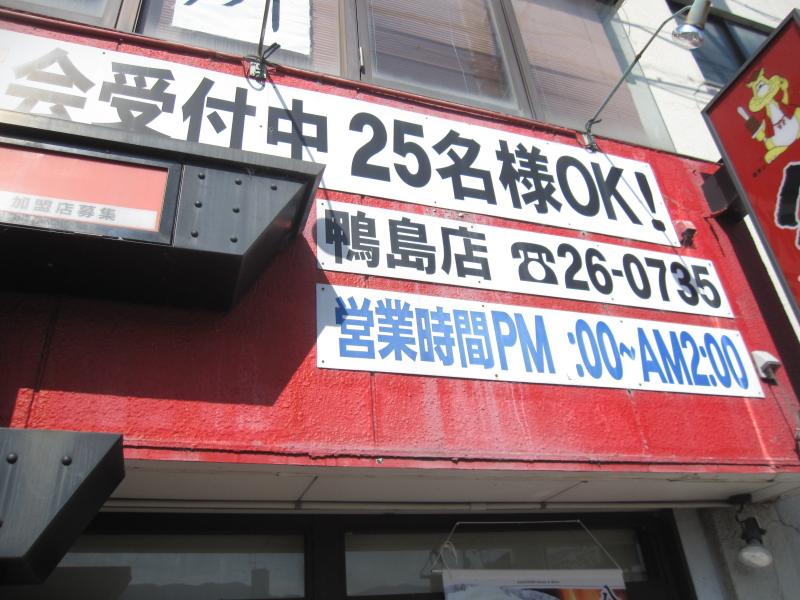 会受付中 25名様OK!
加盟店募集
鴨島店 ☎26-0735
営業時間PM :00~AM2:00